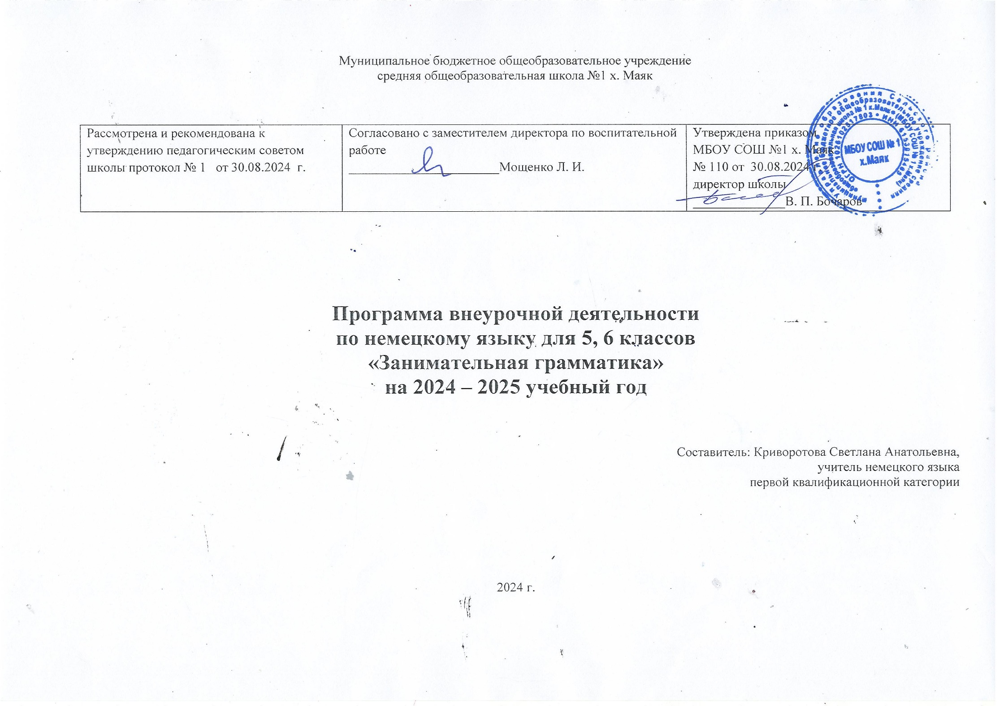 Муниципальное бюджетное общеобразовательное учреждение
средняя общеобразовательная школа №1 х. Маяк
Рассмотрена и рекомендована к
утверждению педагогическим советом
школы протокол № 1 от 30.08.2024 г.
Согласовано с заместителем директора по воспитательной
работе
________________________Мощенко Л. И.
Утверждена приказом
МБОУ СОШ №1 х. Маяк
№ 110 от 30.08.2024 г.
директор школы
_______________В. П. Бочаров
МБОУ СОШ № 1
х.Маяк
Программа внеурочной деятельности
по немецкому языку для 5, 6 классов
«Занимательная грамматика»
на 2024 – 2025 учебный год
Составитель: Криворотова Светлана Анатольевна,
учитель немецкого языка
первой квалификационной категории
2024 г.